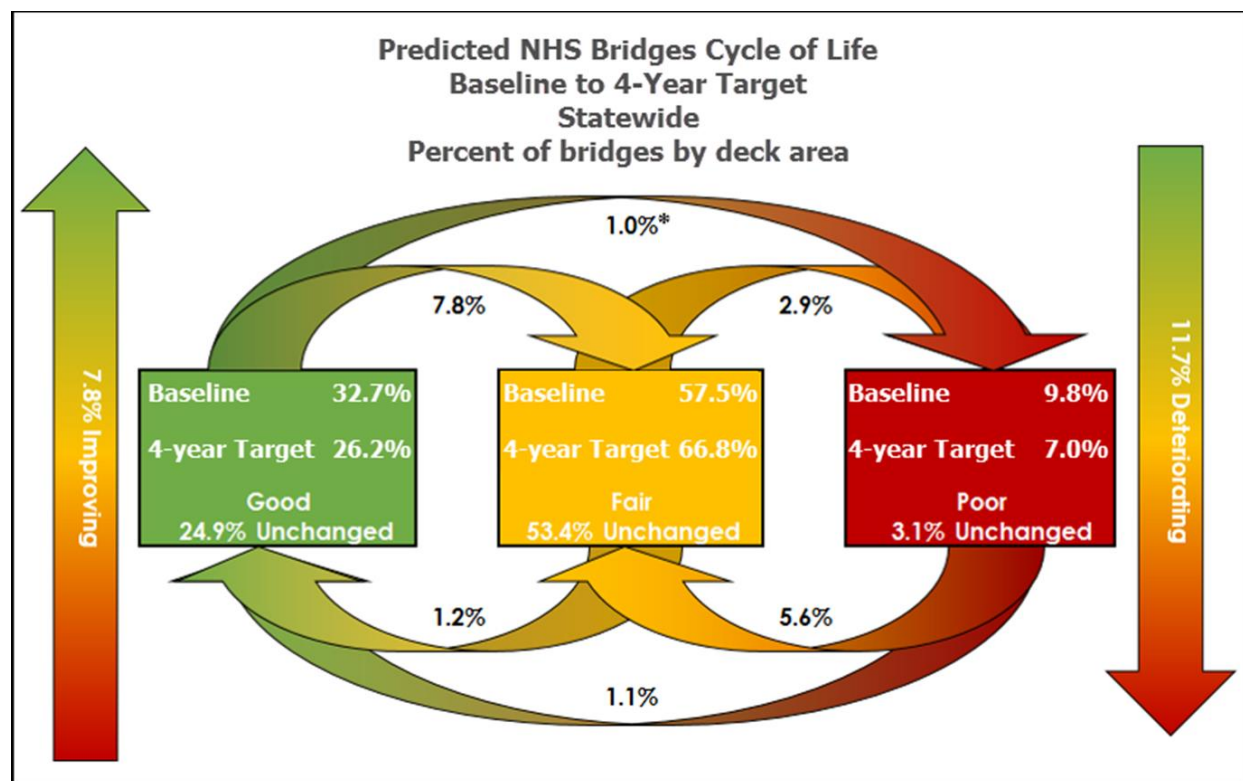 Predicted NHS Bridges Cycle of Life
Baseline to 4-Year Target
Statewide
Percent of bridges by deck area
1.0%*
7.8%
2.9%
7.8% Improving
11.7% Deteriorating
Baseline 32.7%
4-year Target 26.2%
Good
24.9% Unchanged
Baseline 57.5%
4-year Target 66.8%
Fair
53.4% Unchanged
Baseline 9.8%
4-year Target 7.0%
Poor
3.1% Unchanged
1.2%
5.6%
1.1%